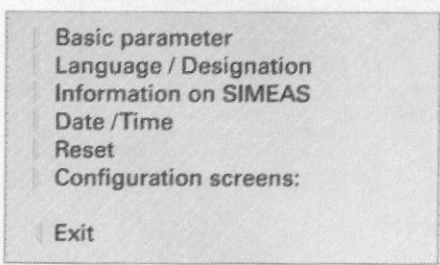 Basic parameter
Language / Designation
Information on SIMEAS
Date /Time
Reset
Configuration screens:
Exit